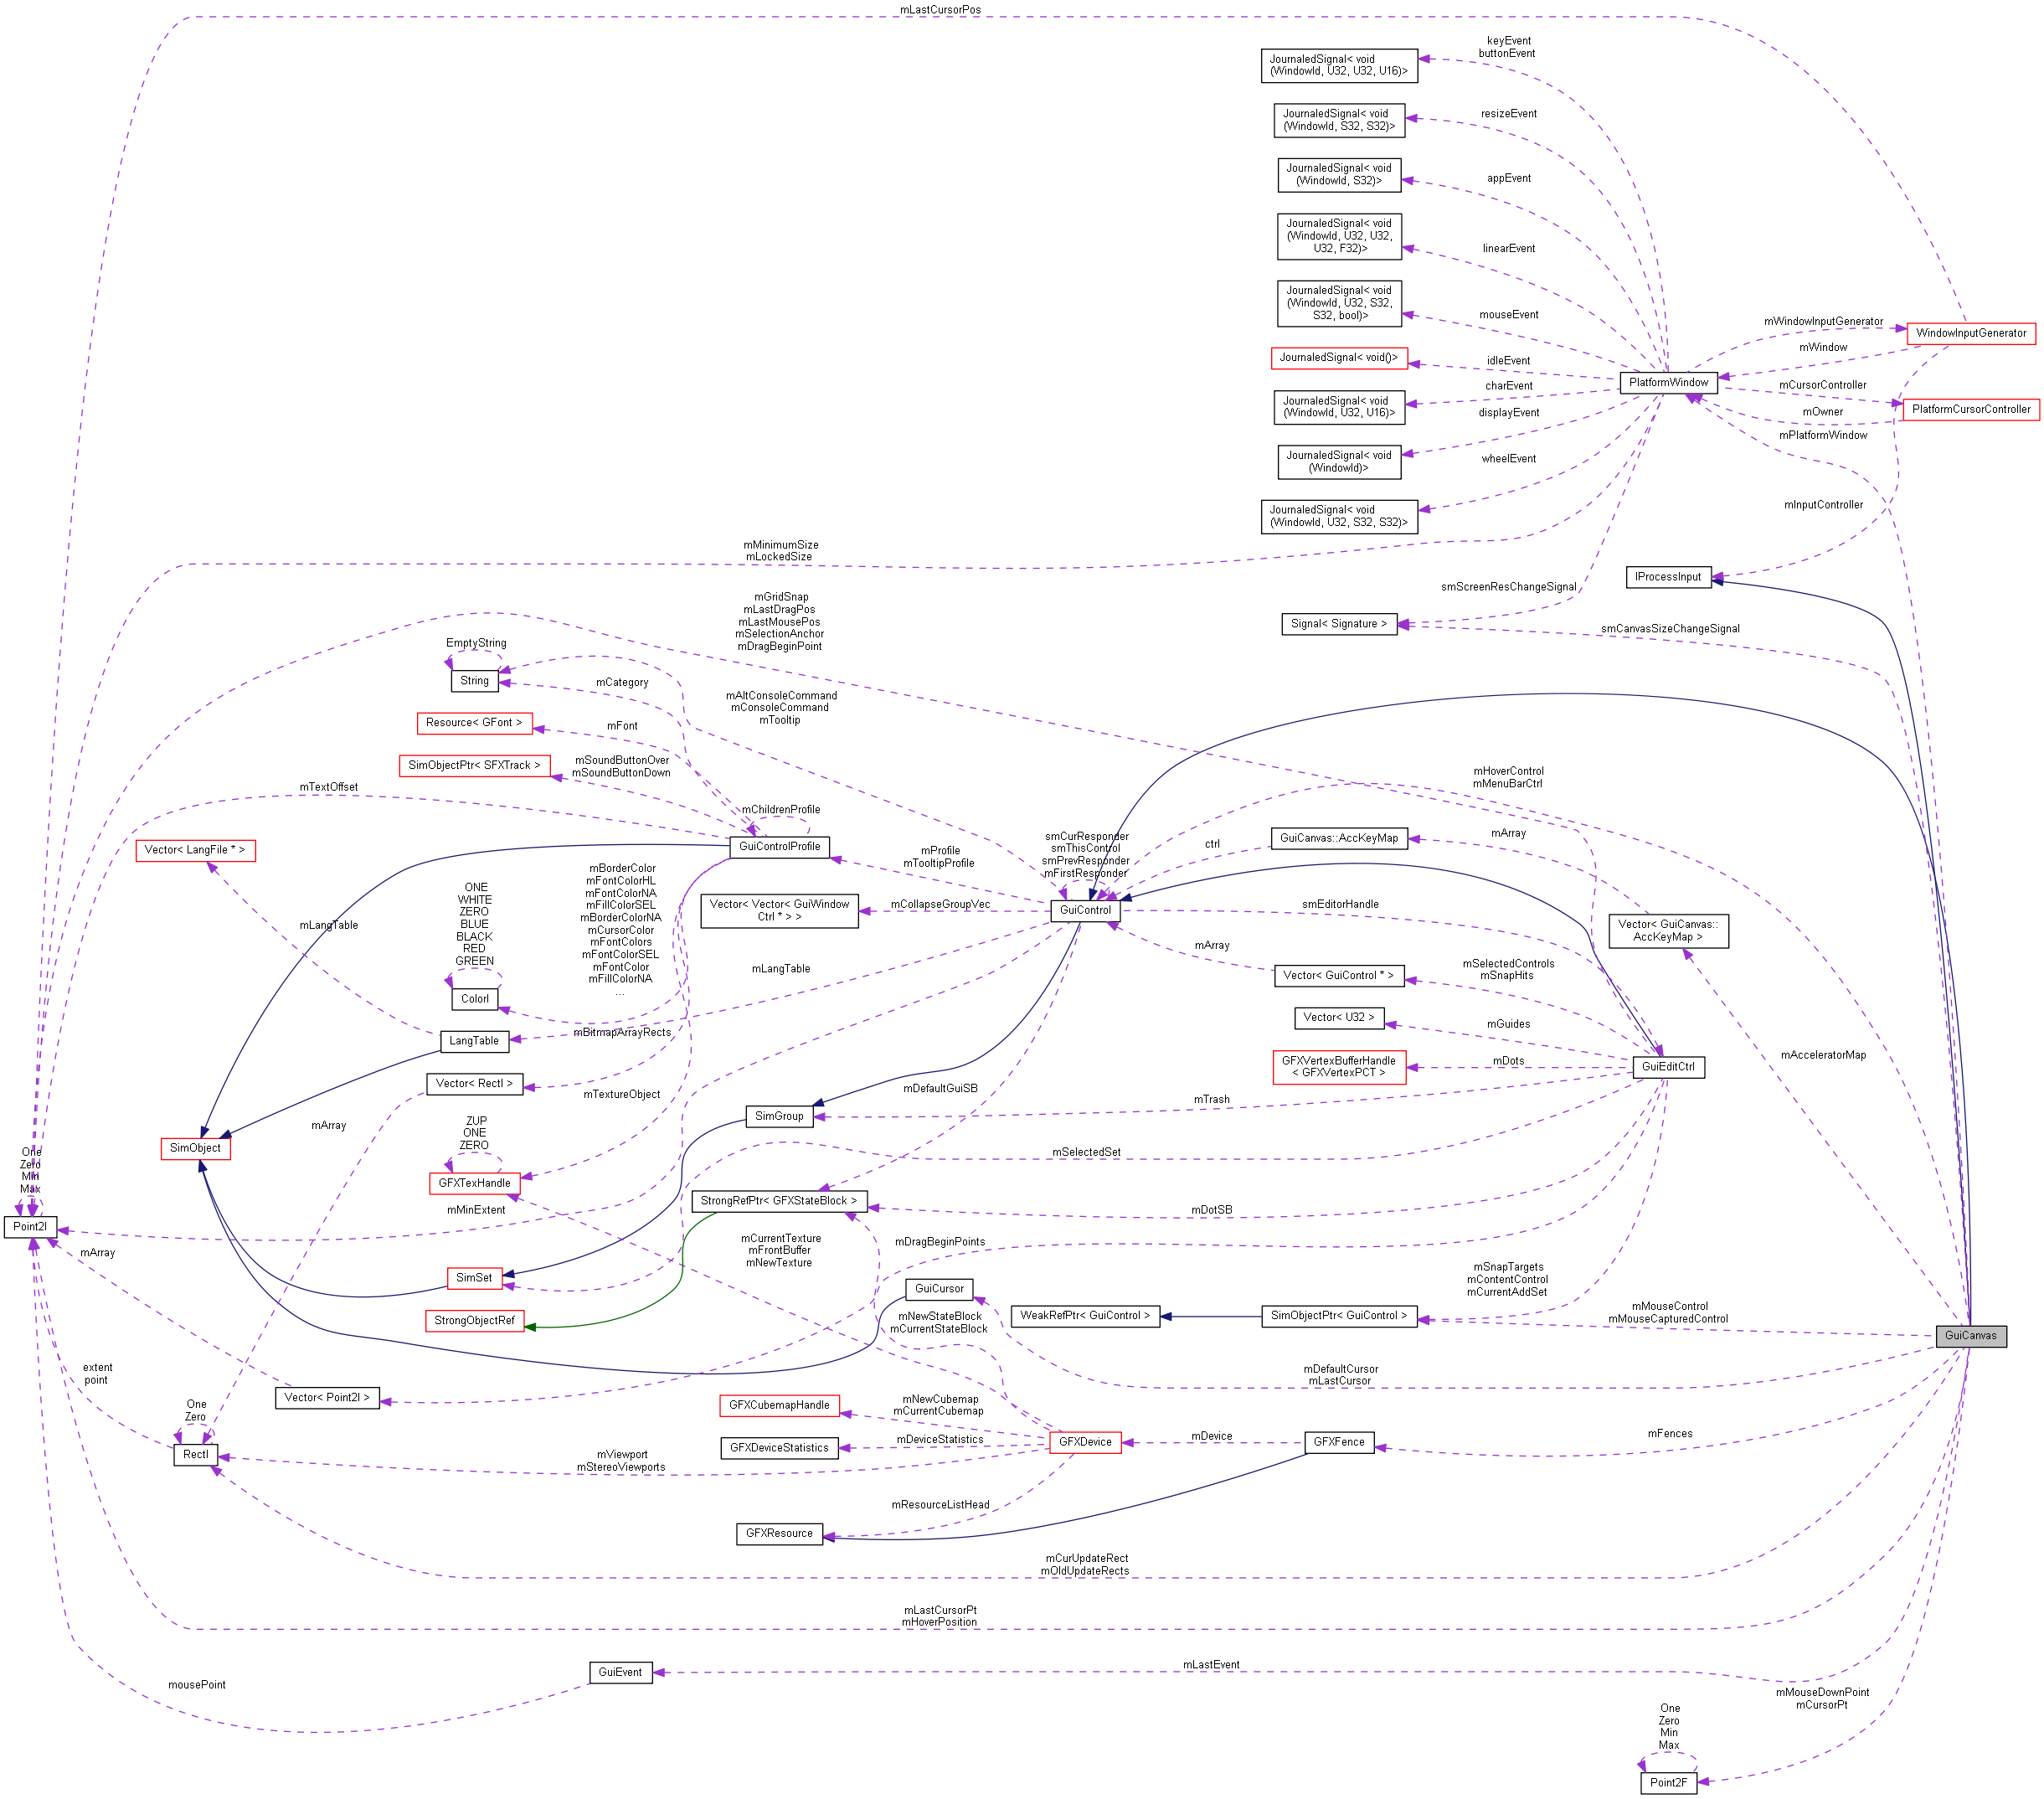 mLastCursorPos
keyEvent
buttonEvent
JournaledSignal< void
(WindowId, U32, U32, U16)>
resizeEvent
JournaledSignal< void
(WindowId, S32, S32)>
appEvent
JournaledSignal< void
(WindowId, S32)>
linearEvent
JournaledSignal< void
(WindowId, U32, U32,
U32, F32)>
mouseEvent
JournaledSignal< void
(WindowId, U32, S32,
S32, bool)>
idleEvent
JournaledSignal< void()>
charEvent
JournaledSignal< void
(WindowId, U32, U16)>
displayEvent
JournaledSignal< void
(WindowId)>
wheelEvent
JournaledSignal< void
(WindowId, U32, S32, S32)>
PlatformWindow
mWindowInputGenerator
WindowInputGenerator
mWindow
mCursorController
PlatformCursorController
mOwner
mPlatformWindow
mInputController
mMinimumSize
mLockedSize
IProcessInput
smScreenResChangeSignal
Signal< Signature >
smCanvasSizeChangeSignal
mGridSnap
mLastDragPos
mLastMousePos
mSelectionAnchor
mDragBeginPoint
EmptyString
String
mCategory
mAltConsoleCommand
mConsoleCommand
mTooltip
Resource< GFont >
mFont
SimObjectPtr< SFXTrack >
mSoundButtonOver
mSoundButtonDown
mTextOffset
mChildrenProfile
GuiControlProfile
mHoverControl
mMenuBarCtrl
Vector< LangFile * >
mLangTable
smCurResponder
smThisControl
smPrevResponder
mFirstResponder
GuiCanvas::AccKeyMap
ctrl
mArray
mProfile
mTooltipProfile
mBorderColor
mFontColorHL
mFontColorNA
mFillColorSEL
mBorderColorNA
mCursorColor
mFontColors
mFontColorSEL
mFontColor
mFillColorNA
...
ONE
WHITE
ZERO
BLUE
BLACK
RED
GREEN
ColorI
Vector< Vector< GuiWindow
Ctrl * > >
mCollapseGroupVec
GuiControl
smEditorHandle
Vector< GuiCanvas::
AccKeyMap >
mArray
Vector< GuiControl * >
mSelectedControls
mSnapHits
mLangTable
Vector< U32 >
mGuides
LangTable
mBitmapArrayRects
GFXVertexBufferHandle
< GFXVertexPCT >
mDots
GuiEditCtrl
mAcceleratorMap
Vector< RectI >
mArray
mTextureObject
mDefaultGuiSB
SimGroup
mTrash
SimObject
ZUP
ONE
ZERO
GFXTexHandle
mSelectedSet
One
Zero
Min
Max
Point2I
mMinExtent
StrongRefPtr< GFXStateBlock >
mDotSB
mArray
mCurrentTexture
mFrontBuffer
mNewTexture
mDragBeginPoints
SimSet
GuiCursor
mSnapTargets
mContentControl
mCurrentAddSet
StrongObjectRef
mNewStateBlock
mCurrentStateBlock
WeakRefPtr< GuiControl >
SimObjectPtr< GuiControl >
mMouseControl
mMouseCapturedControl
GuiCanvas
extent
point
Vector< Point2I >
mDefaultCursor
mLastCursor
One
Zero
RectI
GFXCubemapHandle
mNewCubemap
mCurrentCubemap
GFXDeviceStatistics
mDeviceStatistics
GFXDevice
mDevice
GFXFence
mFences
mViewport
mStereoViewports
mResourceListHead
GFXResource
mCurUpdateRect
mOldUpdateRects
mLastCursorPt
mHoverPosition
mousePoint
GuiEvent
mLastEvent
mMouseDownPoint
mCursorPt
One
Zero
Min
Max
Point2F